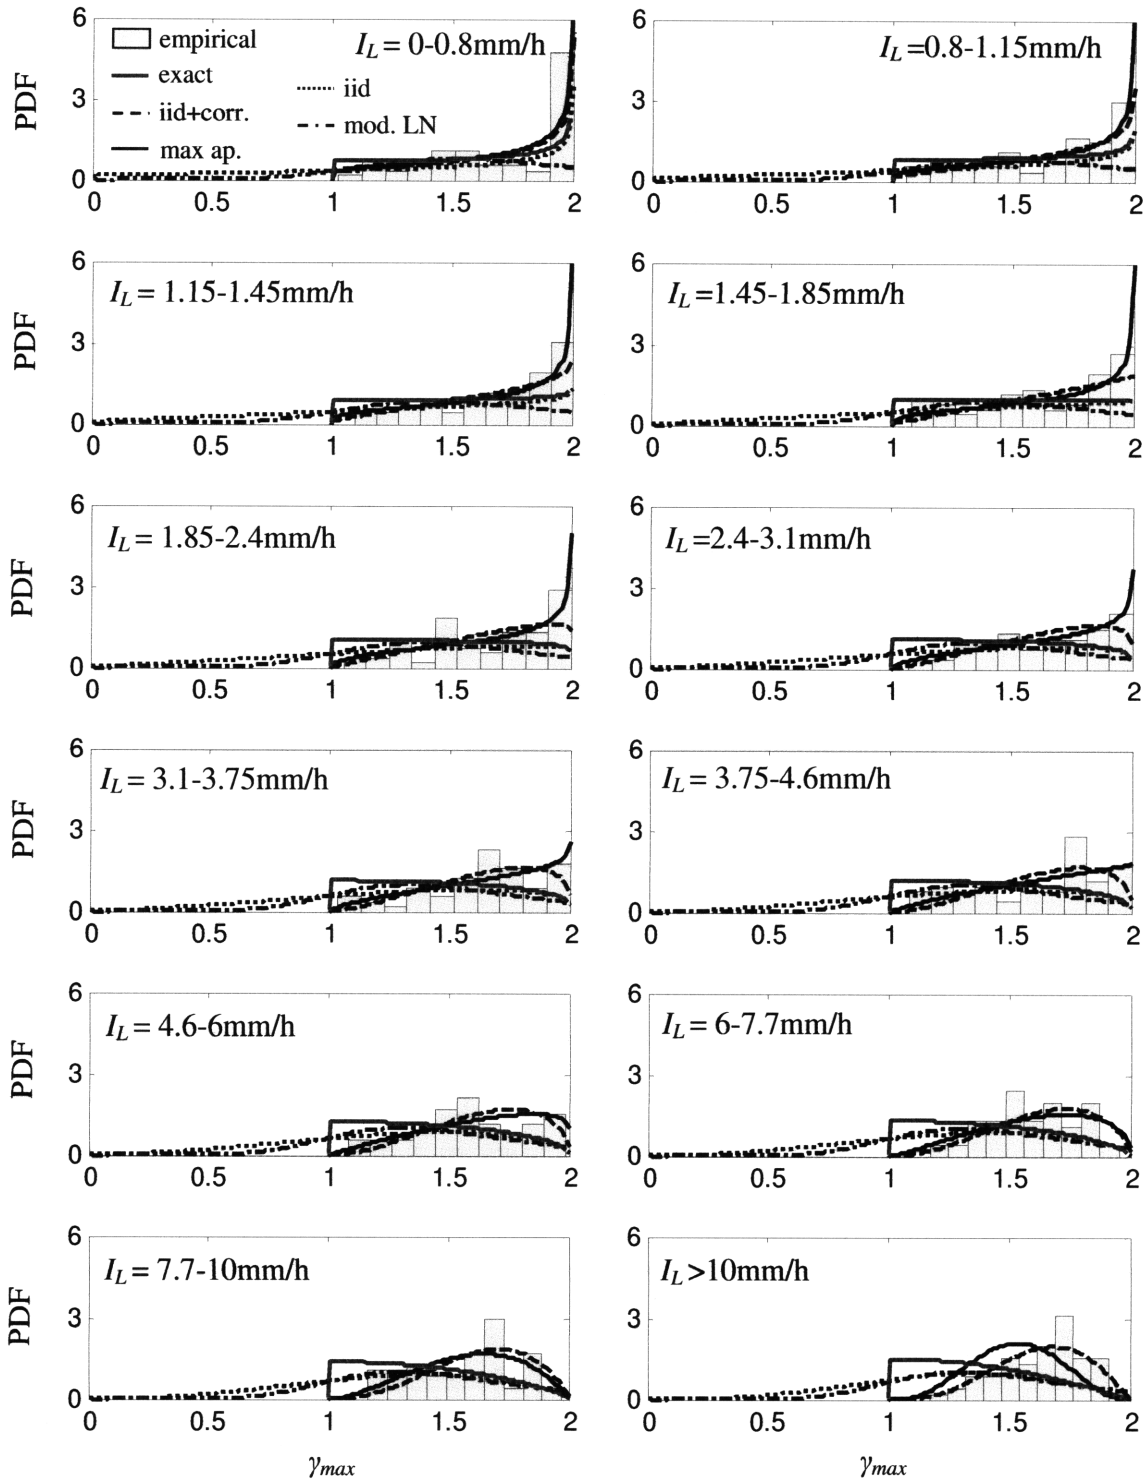 6
3
0
PDF
empirical
exact
iid+corr.
max ap.
iid
mod. LN
I_L = 0-0.8mm/h
0 0.5 1 1.5 2
6
3
0
I_L =0.8-1.15mm/h
0 0.5 1 1.5 2
6
3
0
PDF
I_L = 1.15-1.45mm/h
0 0.5 1 1.5 2
6
3
0
I_L =1.45-1.85mm/h
0 0.5 1 1.5 2
6
3
0
PDF
I_L = 1.85-2.4mm/h
0 0.5 1 1.5 2
6
3
0
I_L =2.4-3.1mm/h
0 0.5 1 1.5 2
6
3
0
PDF
I_L = 3.1-3.75mm/h
0 0.5 1 1.5 2
6
3
0
I_L = 3.75-4.6mm/h
0 0.5 1 1.5 2
6
3
0
PDF
I_L = 4.6-6mm/h
0 0.5 1 1.5 2
6
3
0
I_L = 6-7.7mm/h
0 0.5 1 1.5 2
6
3
0
PDF
I_L = 7.7-10mm/h
0 0.5 1 1.5 2
γmax
6
3
0
I_L >10mm/h
0 0.5 1 1.5 2
γmax